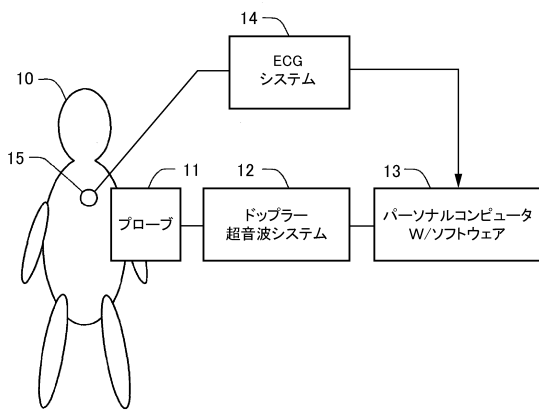 14
ECG
システム
10
15
11
プローブ
12
ドップラー
超音波システム
13
パーソナルコンピュータ
W/ソフトウェア